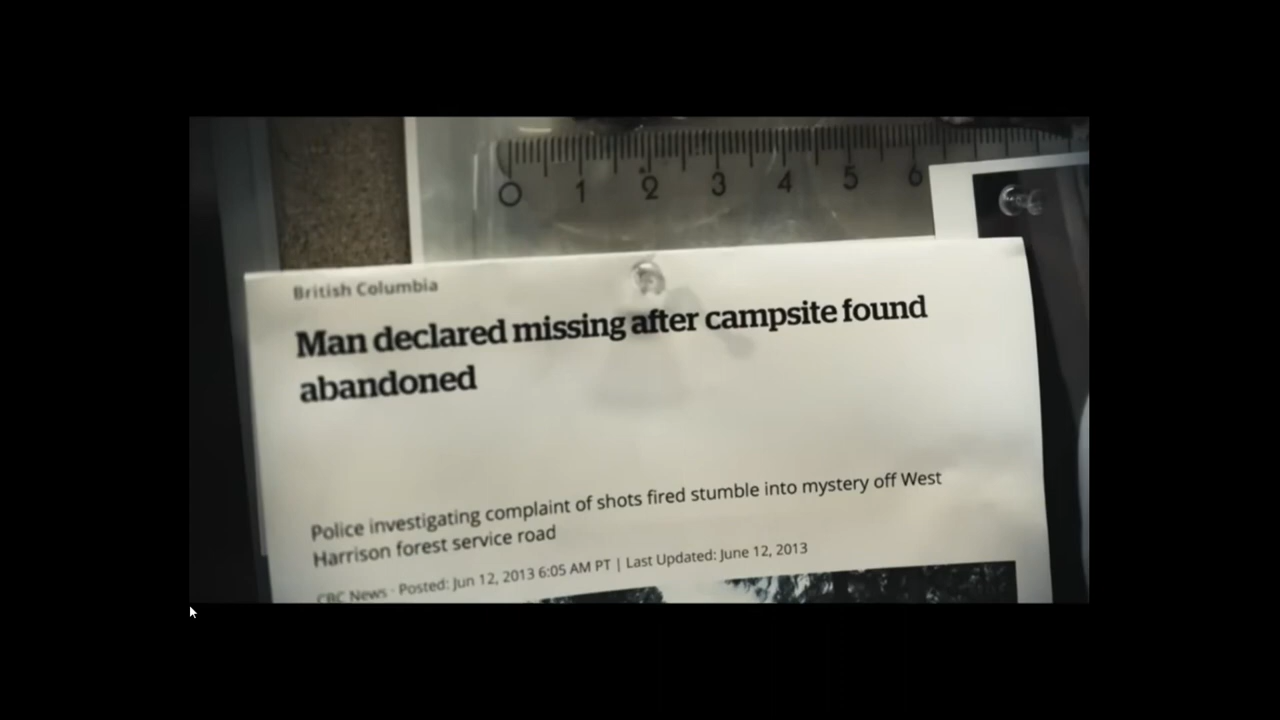 0 1 2 3 4 5 6
British Columbia
Man declared missing after campsite found
abandoned
Police investigating complaint of shots fired stumble into mystery off West
Harrison forest service road
CBC News · Posted: Jun 12, 2013 6:05 AM PT | Last Updated: June 12, 2013